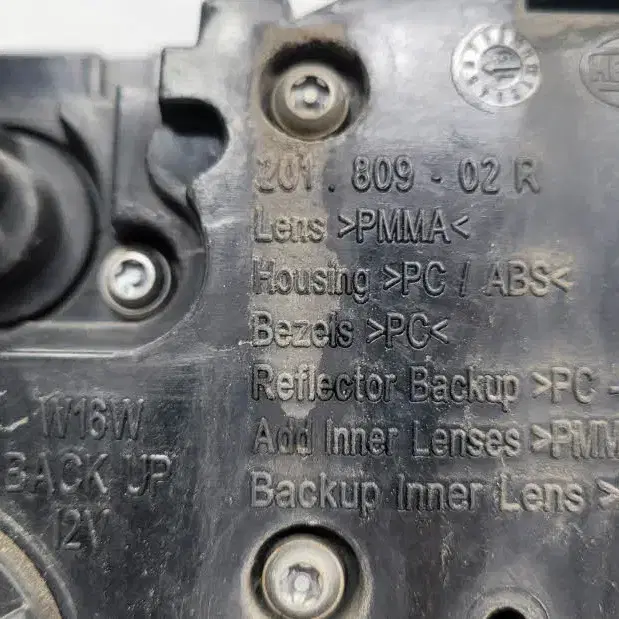 201.809-02 R
Lens >PMMA<
Housing >PC / ABS<
Bezels >PC<
Reflector Backup >PC -
Add Inner Lenses >PMM
Backup Inner Lens >
W16W
BACK UP
12V